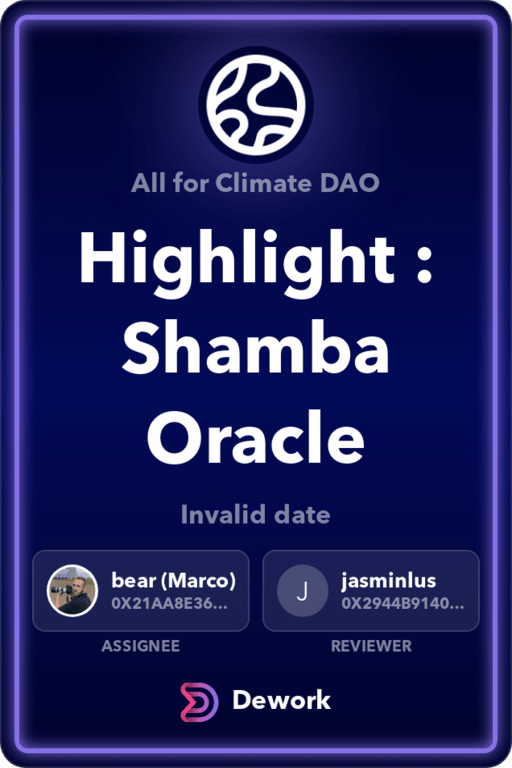 All for Climate DAO
Highlight :
Shamba
Oracle
Invalid date
bear (Marco)
0X21AA8E36...
ASSIGNEE
J
jasminlus
0X2944B9140...
REVIEWER
Dework